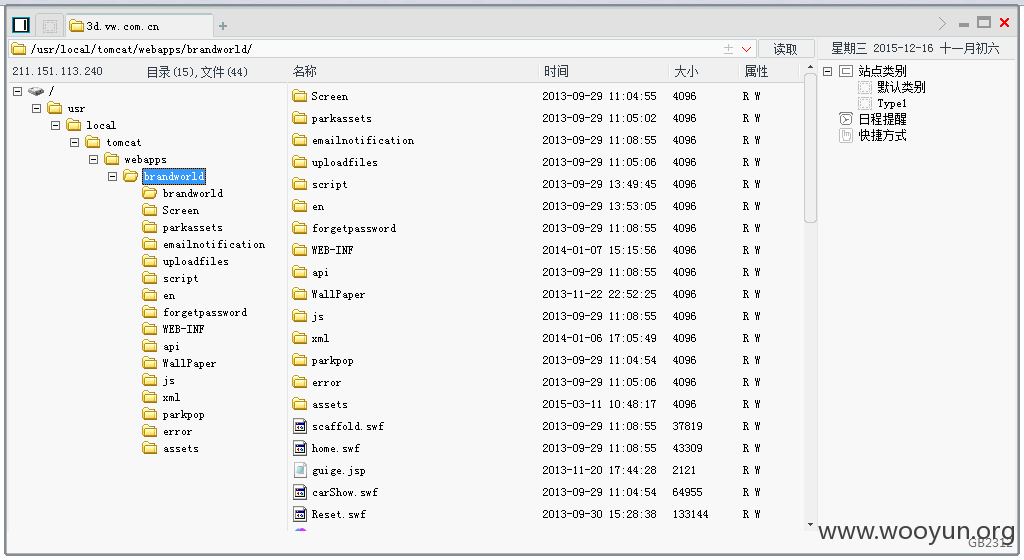 3d.vw.com.cn
/usr/local/tomcat/webapps/brandworld/ 读取 星期三 2015-12-16 十一月初六
211.151.113.240 目录(15),文件(44) 名称 时间 大小 属性
/
usr
local
tomcat
webapps
brandworld
brandworld
Screen
parkassets
emailnotification
uploadfiles
script
en
forgetpassword
WEB-INF
api
WallPaper
js
xml
parkpop
error
assets
Screen 2013-09-29 11:04:55 4096 R W
parkassets 2013-09-29 11:05:02 4096 R W
emailnotification 2013-09-29 11:08:55 4096 R W
uploadfiles 2013-09-29 11:05:06 4096 R W
script 2013-09-29 13:49:45 4096 R W
en 2013-09-29 13:53:05 4096 R W
forgetpassword 2013-09-29 11:08:55 4096 R W
WEB-INF 2014-01-07 15:15:56 4096 R W
api 2013-09-29 11:08:55 4096 R W
WallPaper 2013-11-22 22:52:25 4096 R W
js 2013-09-29 11:08:55 4096 R W
xml 2014-01-06 17:05:49 4096 R W
parkpop 2013-09-29 11:04:54 4096 R W
error 2013-09-29 11:05:06 4096 R W
assets 2015-03-11 10:48:17 4096 R W
scaffold.swf 2013-09-29 11:08:55 37819 R W
home.swf 2013-09-29 11:08:55 43309 R W
guige.jsp 2013-11-20 17:44:28 2121 R W
carShow.swf 2013-09-29 11:04:54 64955 R W
Reset.swf 2013-09-30 15:28:38 133144 R W
站点类别
默认类别
Type1
日程提醒
快捷方式
www.wooyun.org
GB2312